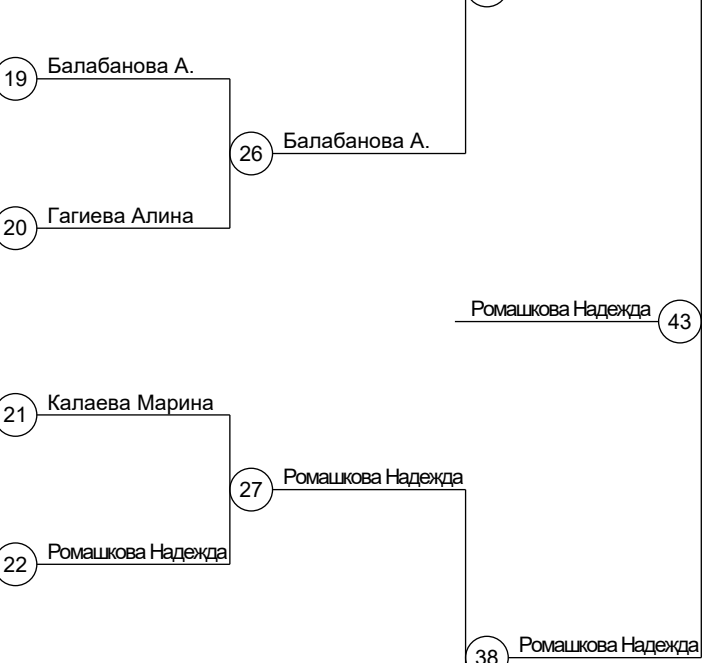 19 Балабанова А.
26 Балабанова А.
20 Гагиева Алина
Ромашкова Надежда 43
21 Калаева Марина
27 Ромашкова Надежда
22 Ромашкова Надежда
38 Ромашкова Надежда